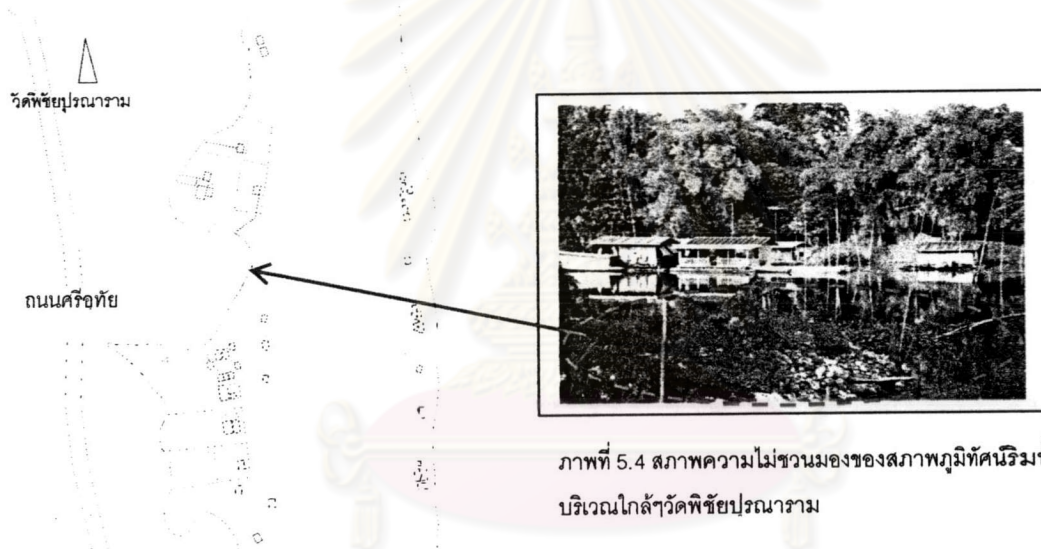 วัดพิชัยปุรณาราม
ถนนศรีอุทัย
ภาพที่ 5.4 สภาพความไม่ชวนมองของสภาพภูมิทัศน์ริม
บริเวณใกล้ๆวัดพิชัยปุรณาราม